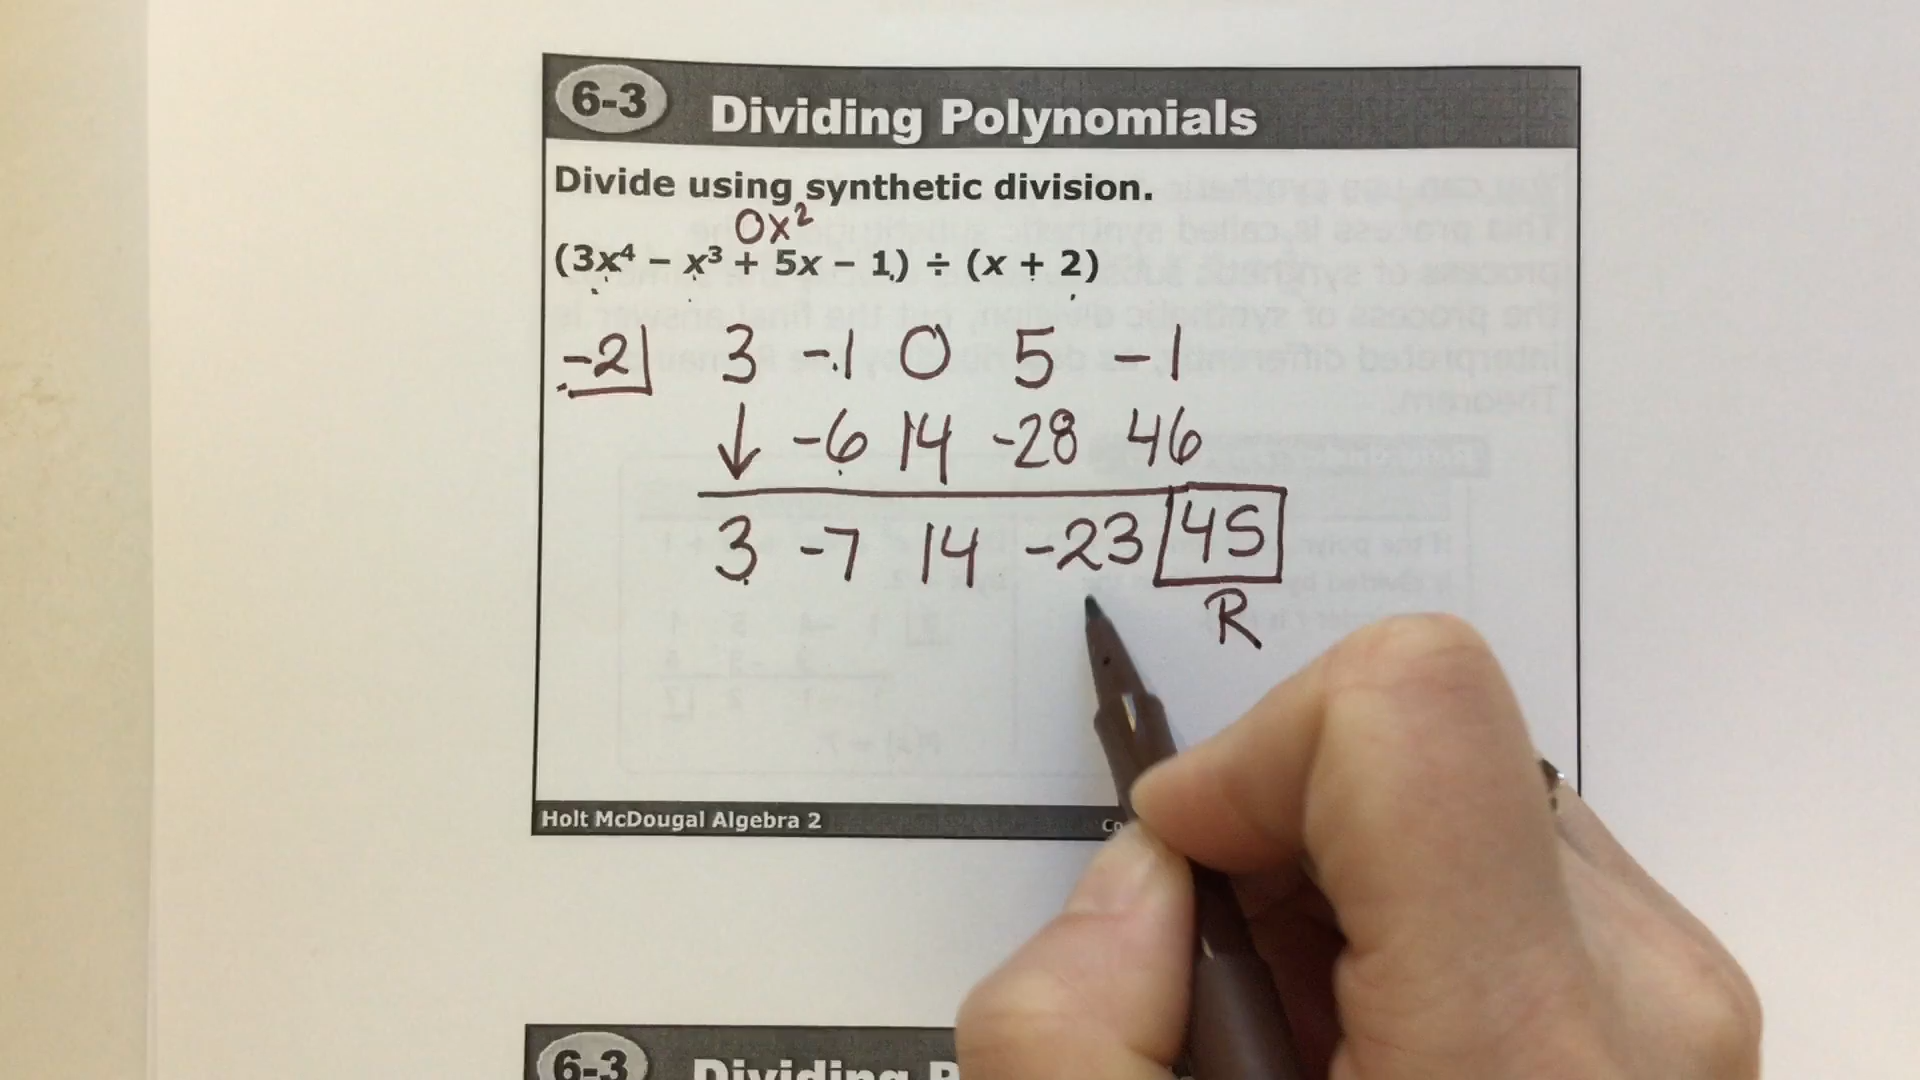 6-3 Dividing Polynomials
Divide using synthetic division.
0x²
(3x⁴ − x³ + 5x − 1) ÷ (x + 2)
-2 3 -1 0 5 -1
↓ -6 14 -28 46
3 -7 14 -23 45
R
Holt McDougal Algebra 2
6-3